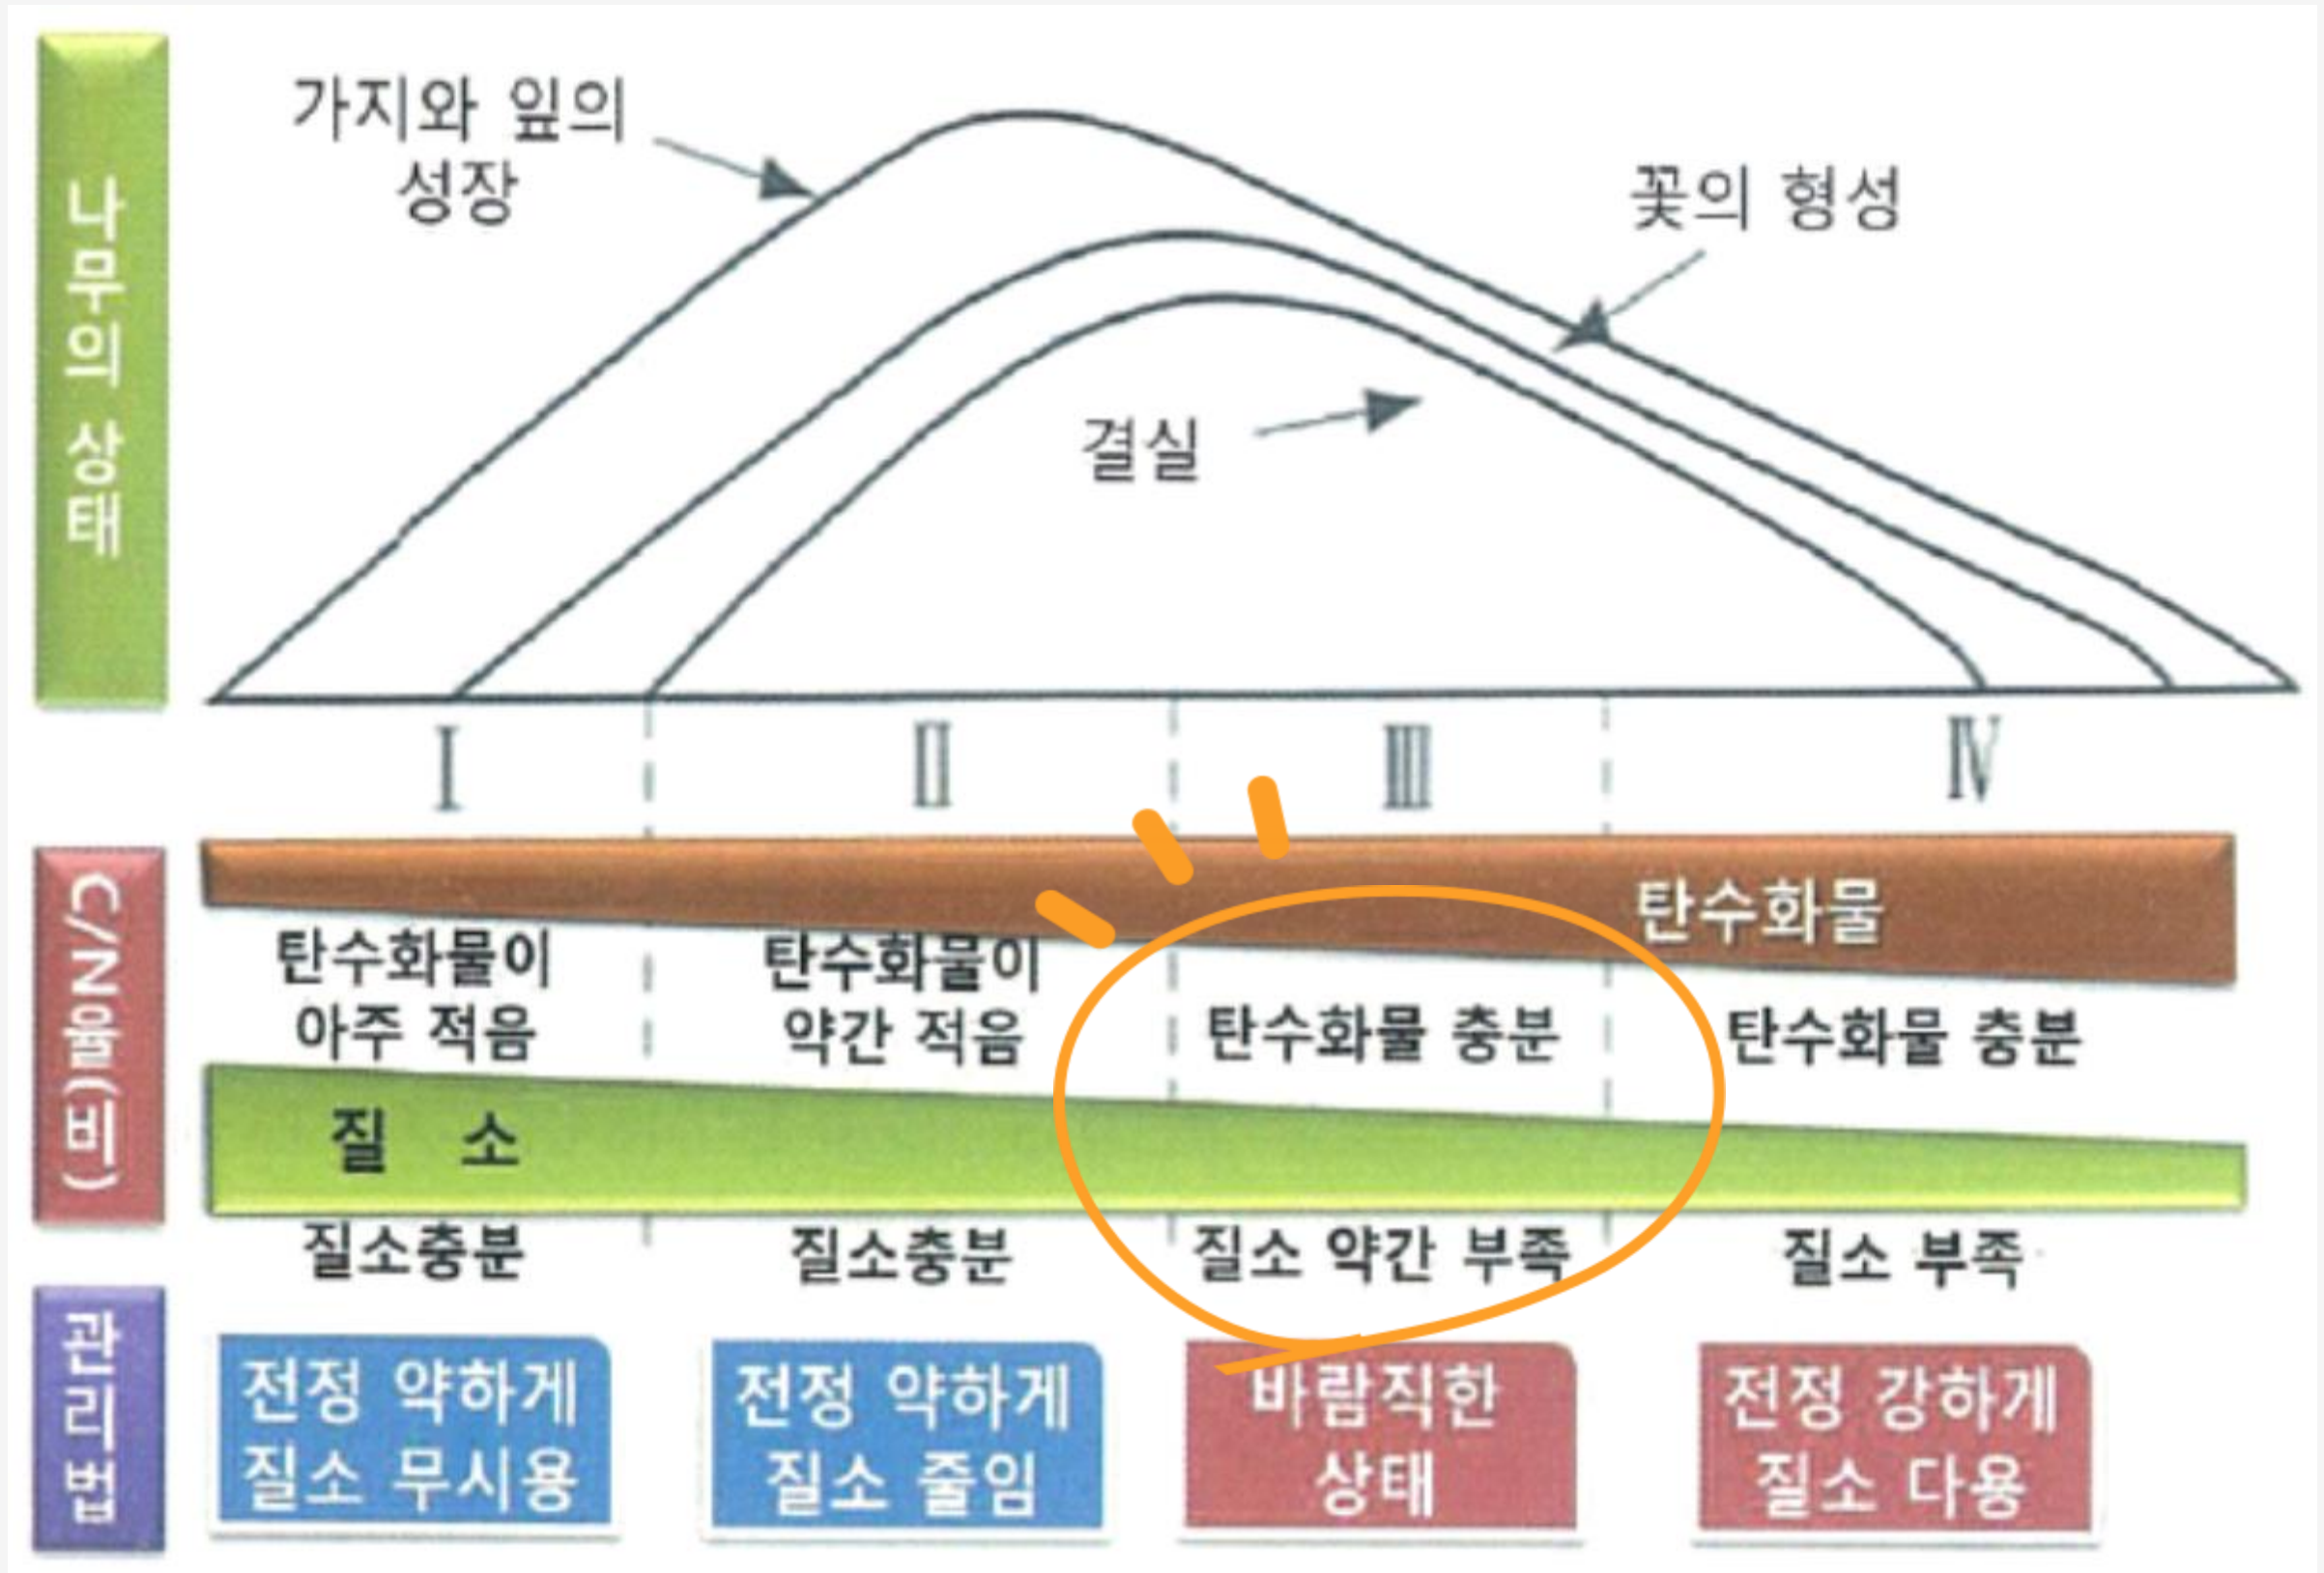 나무의 상태
가지와 잎의
성장
꽃의 형성
결실
Ⅰ
Ⅱ
Ⅲ
Ⅳ
C/N율(비)
탄수화물
탄수화물이
아주 적음
탄수화물이
약간 적음
탄수화물 충분
탄수화물 충분
질 소
질소충분
질소충분
질소 약간 부족
질소 부족
관리법
전정 약하게
질소 무시용
전정 약하게
질소 줄임
바람직한
상태
전정 강하게
질소 다용